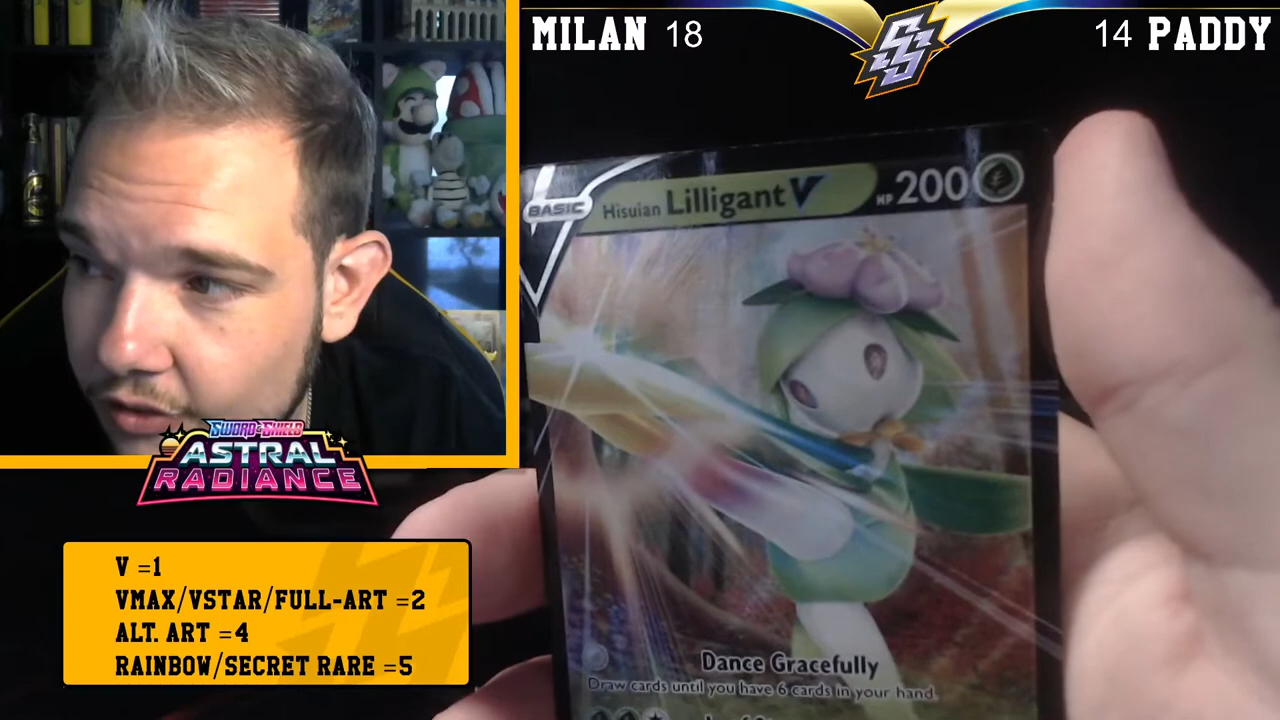 MILAN 18
14 PADDY
BASIC
Hisuian Lilligant V
HP 200
Dance Gracefully
Draw cards until you have 6 cards in your hand.
SWORD & SHIELD
ASTRAL
RADIANCE
V =1
VMAX/VSTAR/FULL-ART =2
ALT. ART =4
RAINBOW/SECRET RARE =5